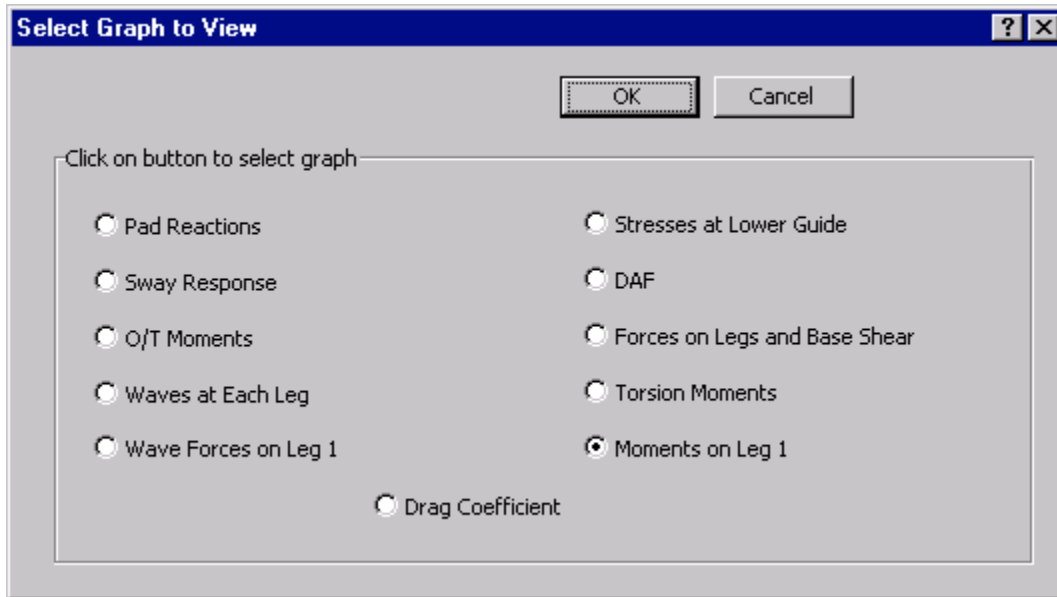 Select Graph to View
OK Cancel
Click on button to select graph
Pad Reactions
Stresses at Lower Guide
Sway Response
DAF
O/T Moments
Forces on Legs and Base Shear
Waves at Each Leg
Torsion Moments
Wave Forces on Leg 1
Moments on Leg 1
Drag Coefficient